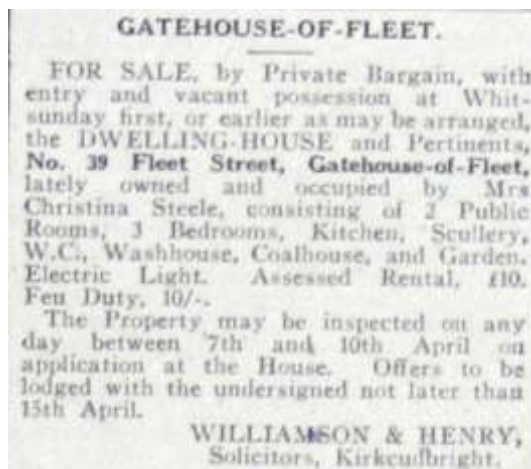 GATEHOUSE-OF-FLEET.
FOR SALE, by Private Bargain, with
entry and vacant possession at Whit-
sunday first, or earlier as may be arranged,
the DWELLING-HOUSE and Pertinents,
No. 39 Fleet Street, Gatehouse-of-Fleet,
lately owned and occupied by Mrs
Christina Steele, consisting of 2 Public
Rooms, 3 Bedrooms, Kitchen, Scullery,
W.C., Washhouse, Coalhouse, and Garden.
Electric Light. Assessed Rental, £10.
Feu Duty, 10/-.
The Property may be inspected on any
day between 7th and 10th April on
application at the House. Offers to be
lodged with the undersigned not later than
15th April.
WILLIAMSON & HENRY,
Solicitors, Kirkcudbright.